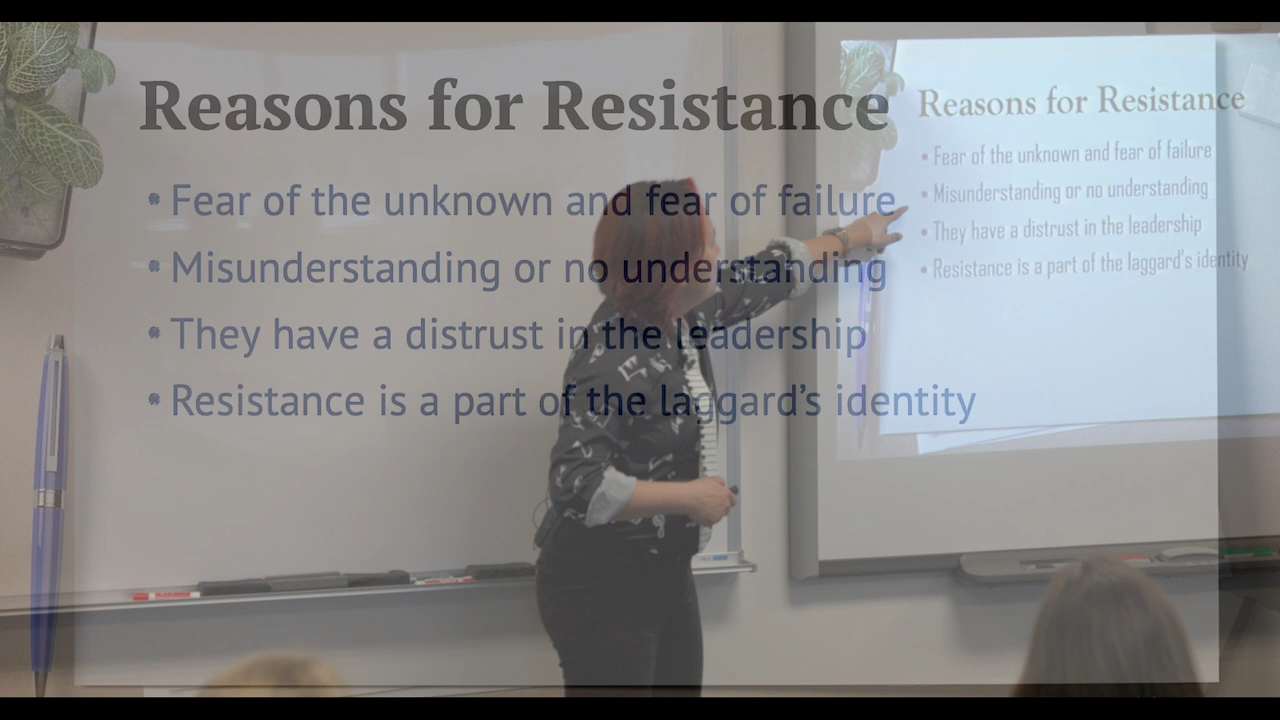 Reasons for Resistance
• Fear of the unknown and fear of failure
• Misunderstanding or no understanding
• They have a distrust in the leadership
• Resistance is a part of the laggard's identity
Reasons for Resistance
• Fear of the unknown and fear of failure
• Misunderstanding or no understanding
• They have a distrust in the leadership
• Resistance is a part of the laggard's identity